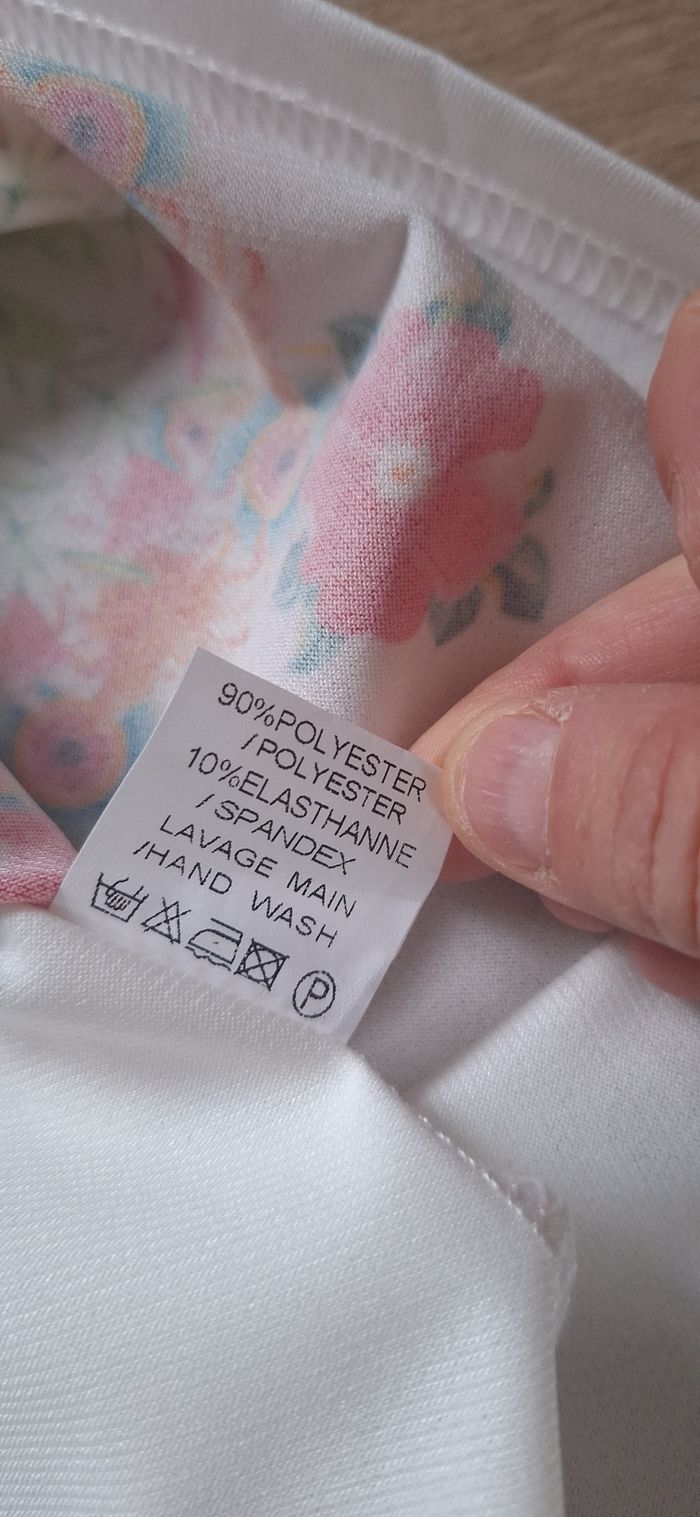 90%POLYESTER
/POLYESTER
10%ELASTHANNE
/SPANDEX
LAVAGE MAIN
/HAND WASH
P